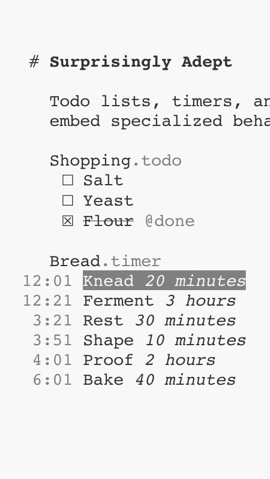 # Surprisingly Adept
Todo lists, timers, an
embed specialized beha
Shopping.todo
☐ Salt
☐ Yeast
☒ Flour @done
Bread.timer
12:01 Knead 20 minutes
12:21 Ferment 3 hours
3:21 Rest 30 minutes
3:51 Shape 10 minutes
4:01 Proof 2 hours
6:01 Bake 40 minutes